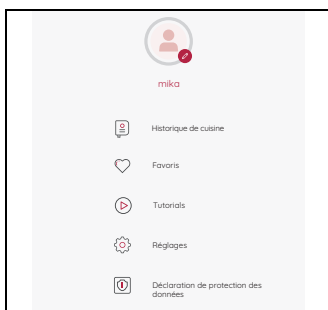 mika
Historique de cuisine
Favoris
Tutorials
Réglages
Déclaration de protection des
données